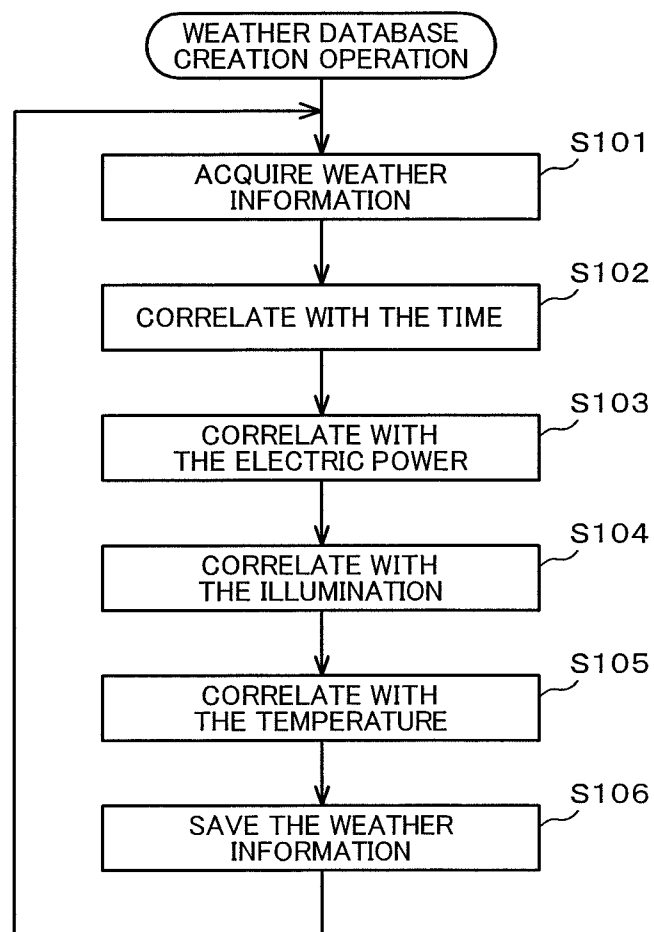 WEATHER DATABASE
CREATION OPERATION
S101
ACQUIRE WEATHER
INFORMATION
S102
CORRELATE WITH THE TIME
S103
CORRELATE WITH
THE ELECTRIC POWER
S104
CORRELATE WITH
THE ILLUMINATION
S105
CORRELATE WITH
THE TEMPERATURE
S106
SAVE THE WEATHER
INFORMATION